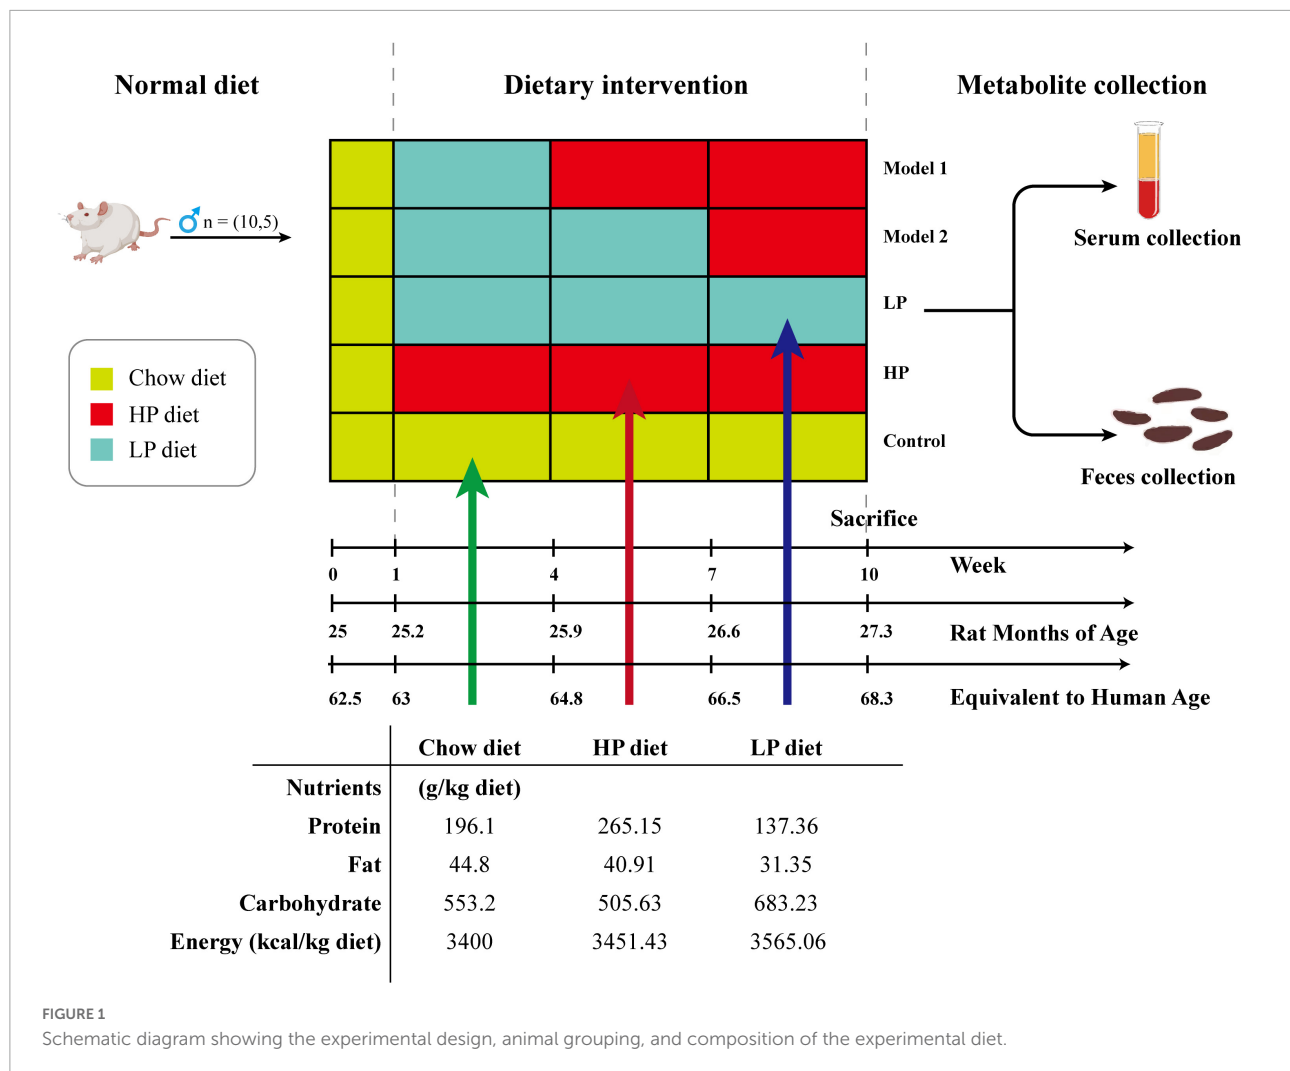 Normal diet
Dietary intervention
Metabolite collection
n = (10,5)
Chow diet
HP diet
LP diet
Model 1
Model 2
LP
HP
Control
Serum collection
Feces collection
Sacrifice
0 1 4 7 10 Week
25 25.2 25.9 26.6 27.3 Rat Months of Age
62.5 63 64.8 66.5 68.3 Equivalent to Human Age
Chow diet HP diet LP diet
Nutrients (g/kg diet)
Protein 196.1 265.15 137.36
Fat 44.8 40.91 31.35
Carbohydrate 553.2 505.63 683.23
Energy (kcal/kg diet) 3400 3451.43 3565.06
FIGURE 1
Schematic diagram showing the experimental design, animal grouping, and composition of the experimental diet.